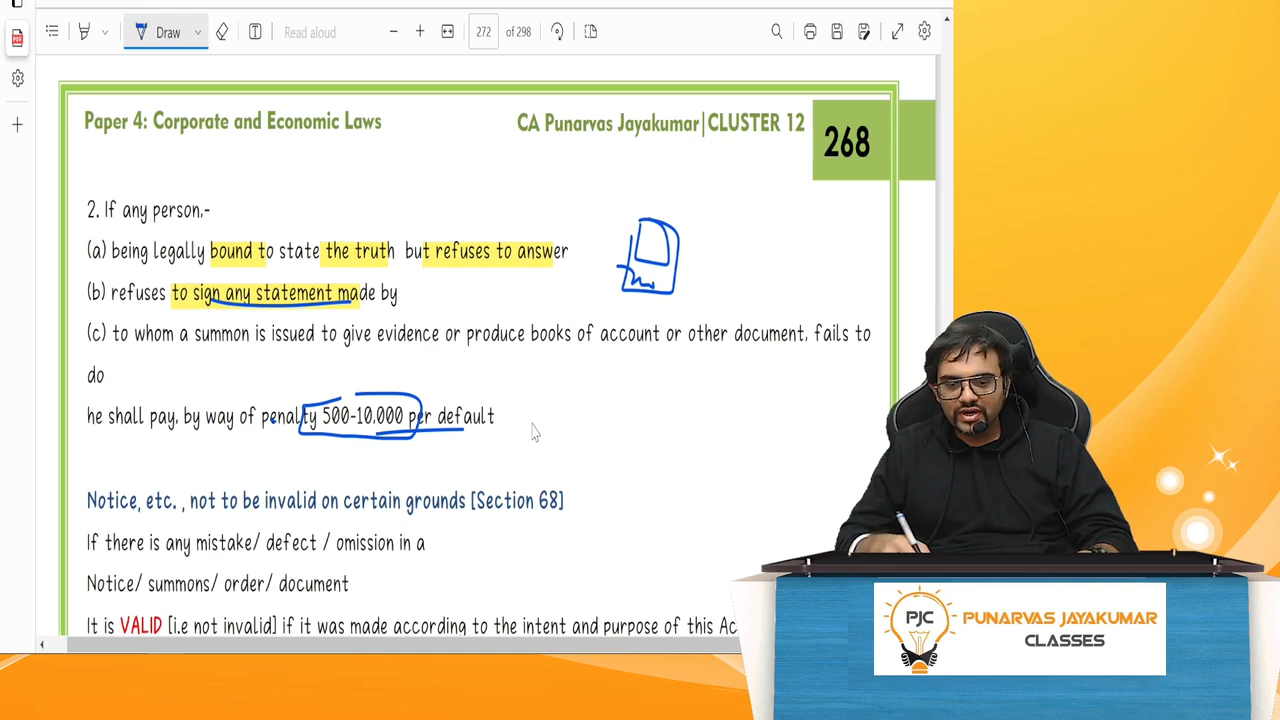 Draw
Read aloud
272
of 298
Paper 4: Corporate and Economic Laws
CA Punarvas Jayakumar|CLUSTER 12
268
2. If any person,-
(a) being legally bound to state the truth but refuses to answer
(b) refuses to sign any statement made by
(c) to whom a summon is issued to give evidence or produce books of account or other document, fails to
do
he shall pay, by way of penalty 500-10,000 per default
Notice, etc. , not to be invalid on certain grounds [Section 68]
If there is any mistake/ defect / omission in a
Notice/ summons/ order/ document
It is VALID [i.e not invalid] if it was made according to the intent and purpose of this Ac
PJC
PUNARVAS JAYAKUMAR
CLASSES